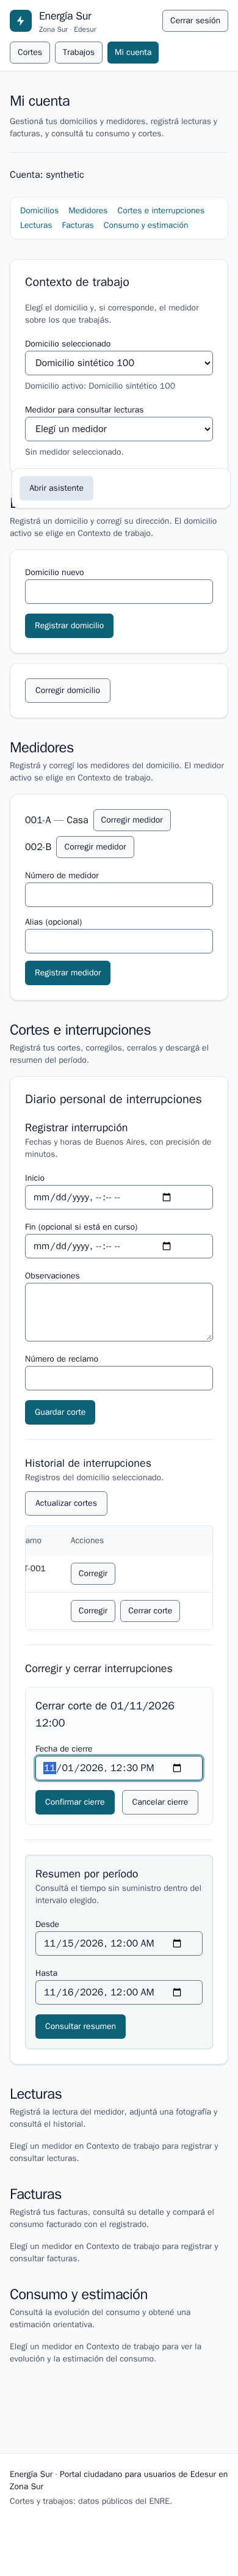 Energía Sur
Zona Sur · Edesur
Cerrar sesión
Cortes
Trabajos
Mi cuenta
Mi cuenta
Gestioná tus domicilios y medidores, registrá lecturas y
facturas, y consultá tu consumo y cortes.
Cuenta: synthetic
Domicilios Medidores Cortes e interrupciones
Lecturas Facturas Consumo y estimación
Contexto de trabajo
Elegí el domicilio y, si corresponde, el medidor
sobre los que trabajás.
Domicilio seleccionado
Domicilio sintético 100
Domicilio activo: Domicilio sintético 100
Medidor para consultar lecturas
Elegí un medidor
Sin medidor seleccionado.
Abrir asistente
Registrá un domicilio y corregí su dirección. El domicilio
activo se elige en Contexto de trabajo.
Domicilio nuevo
Registrar domicilio
Corregir domicilio
Medidores
Registrá y corregí los medidores del domicilio. El medidor
activo se elige en Contexto de trabajo.
001-A — Casa Corregir medidor
002-B Corregir medidor
Número de medidor
Alias (opcional)
Registrar medidor
Cortes e interrupciones
Registrá tus cortes, corregilos, cerralos y descargá el
resumen del período.
Diario personal de interrupciones
Registrar interrupción
Fechas y horas de Buenos Aires, con precisión de
minutos.
Inicio
mm/dd/yyyy, --:-- --
Fin (opcional si está en curso)
mm/dd/yyyy, --:-- --
Observaciones
Número de reclamo
Guardar corte
Historial de interrupciones
Registros del domicilio seleccionado.
Actualizar cortes
amo Acciones
T-001 Corregir
Corregir Cerrar corte
Corregir y cerrar interrupciones
Cerrar corte de 01/11/2026
12:00
Fecha de cierre
11/01/2026, 12:30 PM
Confirmar cierre Cancelar cierre
Resumen por período
Consultá el tiempo sin suministro dentro del
intervalo elegido.
Desde
11/15/2026, 12:00 AM
Hasta
11/16/2026, 12:00 AM
Consultar resumen
Lecturas
Registrá la lectura del medidor, adjuntá una fotografía y
consultá el historial.
Elegí un medidor en Contexto de trabajo para registrar y
consultar lecturas.
Facturas
Registrá tus facturas, consultá su detalle y compará el
consumo facturado con el registrado.
Elegí un medidor en Contexto de trabajo para registrar y
consultar facturas.
Consumo y estimación
Consultá la evolución del consumo y obtené una
estimación orientativa.
Elegí un medidor en Contexto de trabajo para ver la
evolución y la estimación del consumo.
Energía Sur · Portal ciudadano para usuarios de Edesur en
Zona Sur
Cortes y trabajos: datos públicos del ENRE.